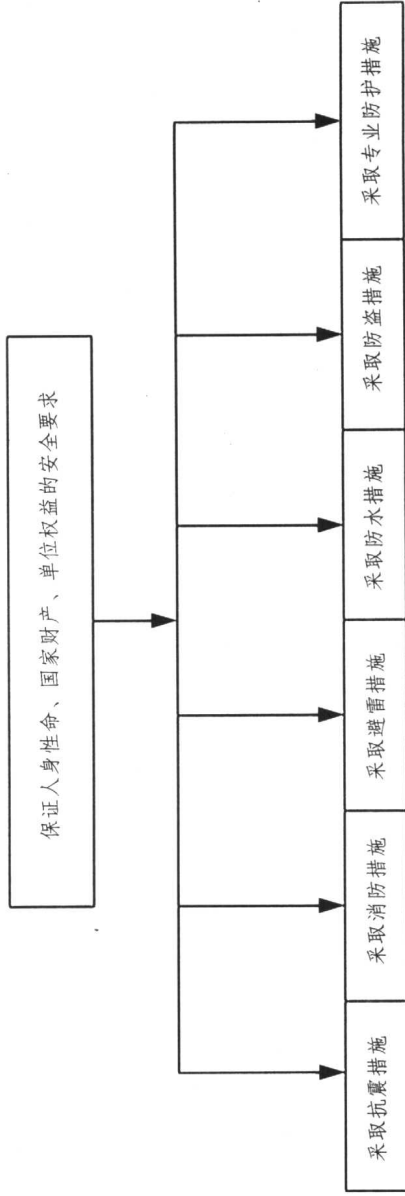 保证人身性命、国家财产、单位权益的安全要求
采取抗震措施
采取消防措施
采取避雷措施
采取防水措施
采取防盗措施
采取专业防护措施